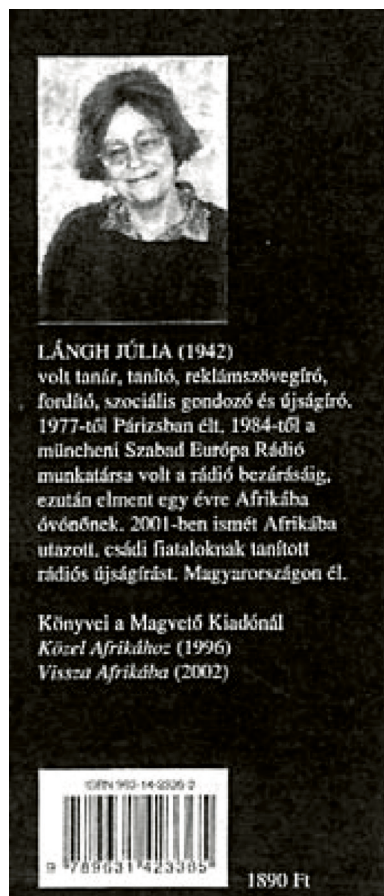 LÁNGH JÚLIA (1942)
volt tanár, tanító, reklámszövegíró,
fordító, szociális gondozó és újságíró.
1977-től Párizsban élt, 1984-től a
müncheni Szabad Európa Rádió
munkatársa volt a rádió bezárásáig,
ezután elment egy évre Afrikába
óvónőnek. 2001-ben ismét Afrikába
utazott, csádi fiataloknak tanított
rádiós újságírást. Magyarországon él.
Könyvei a Magvető Kiadónál
Közel Afrikához (1996)
Vissza Afrikába (2002)
ISBN
1890 Ft